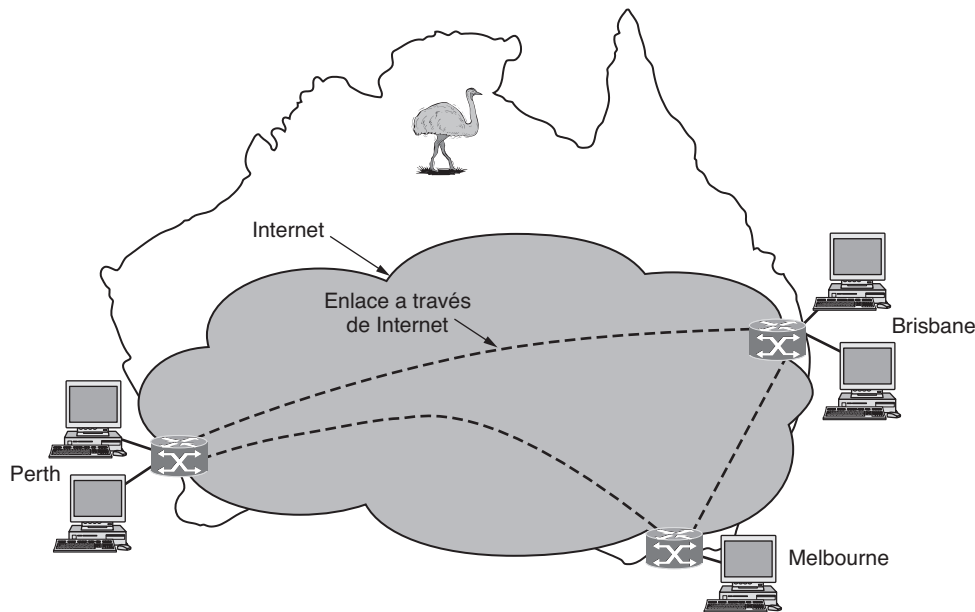 Internet
Enlace a través
de Internet
Brisbane
Perth
Melbourne